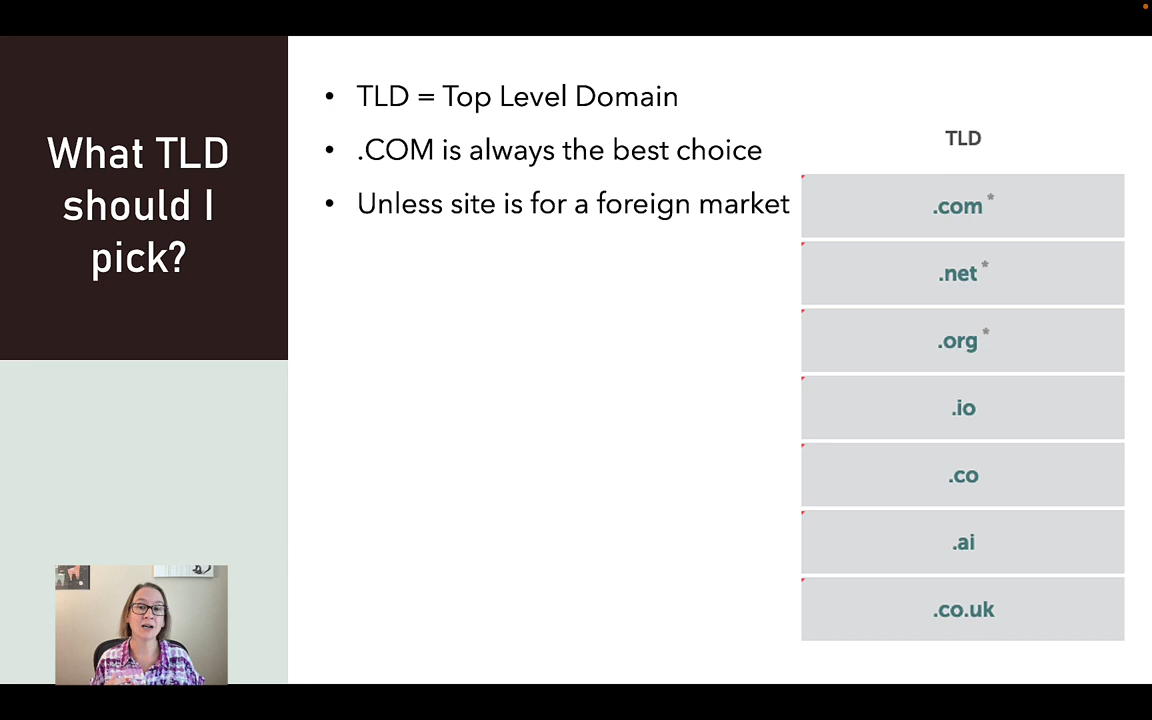 What TLD
should I
pick?
• TLD = Top Level Domain
• .COM is always the best choice
• Unless site is for a foreign market
TLD
.com *
.net *
.org *
.io
.co
.ai
.co.uk